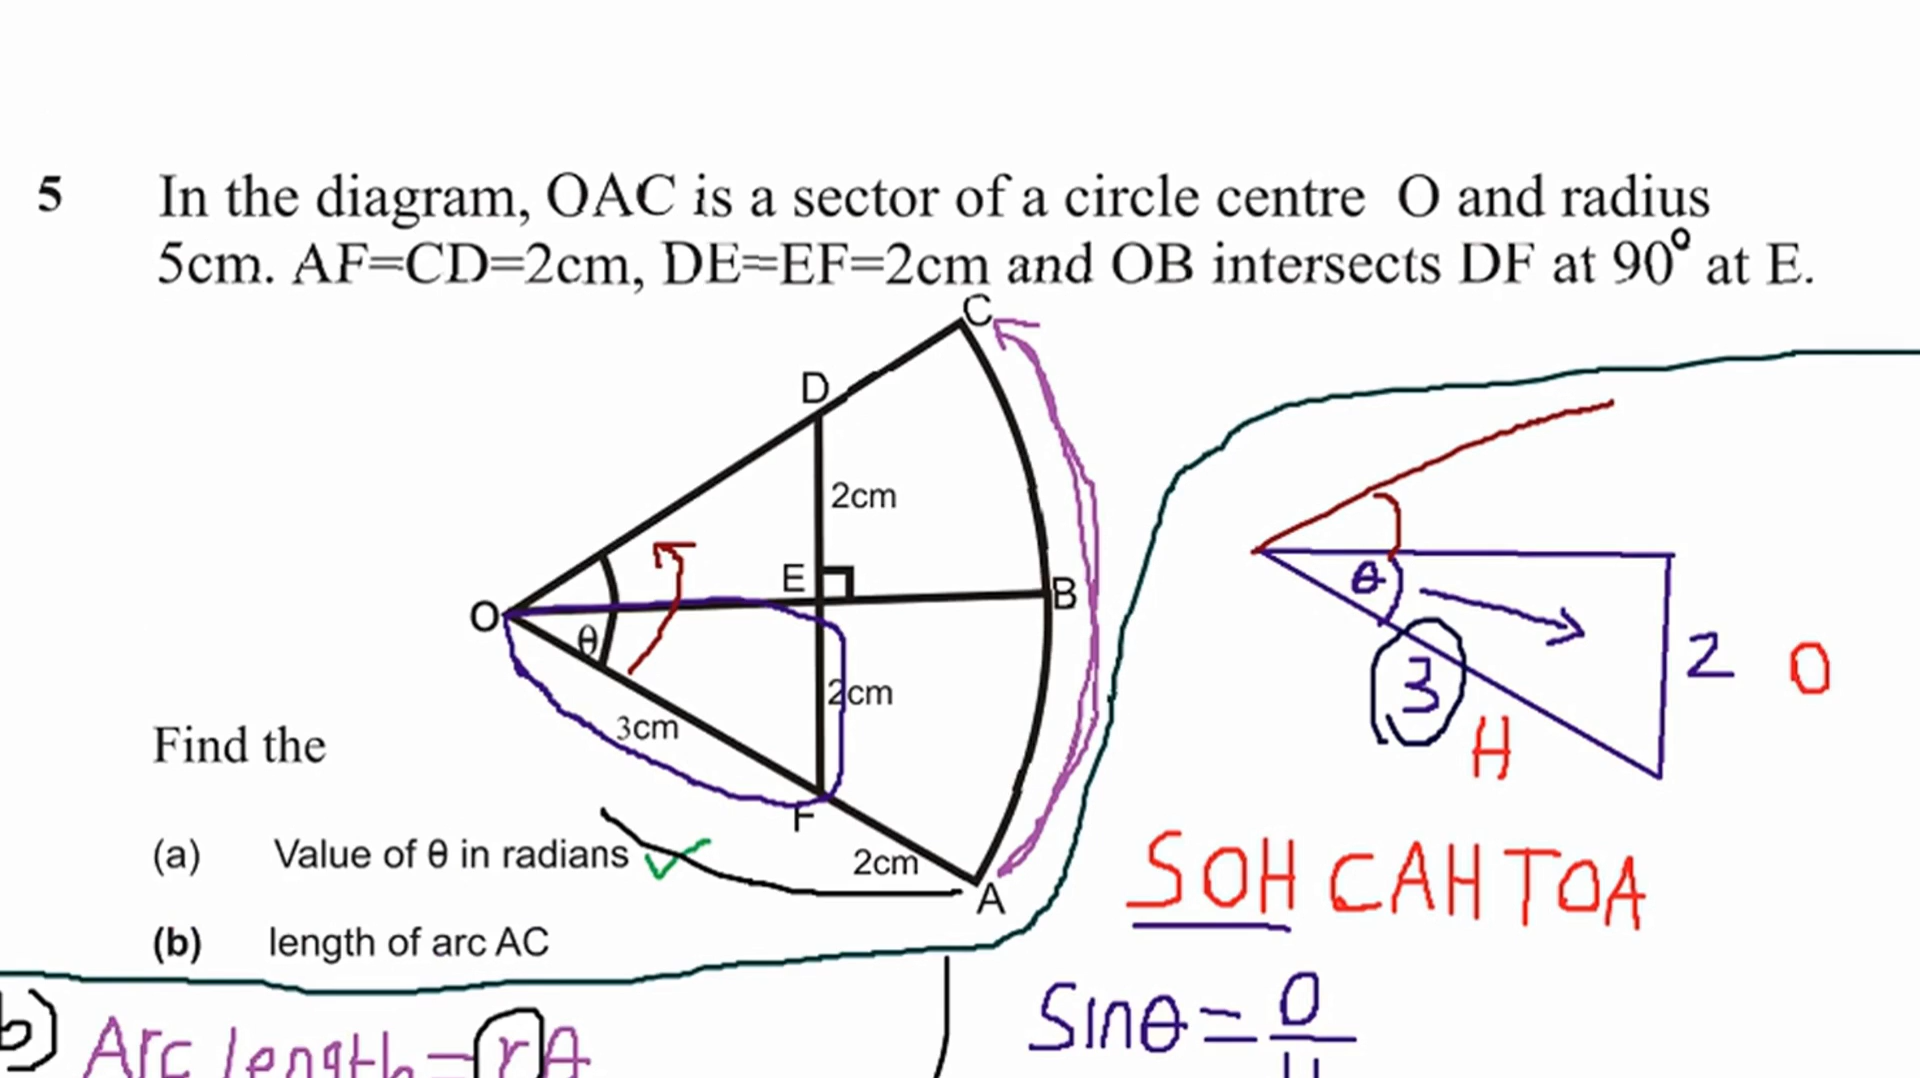 5 In the diagram, OAC is a sector of a circle centre O and radius
5cm. AF=CD=2cm, DE=EF=2cm and OB intersects DF at 90° at E.
C
D
2cm
E
B
O
θ
2cm
3cm
F
2cm
A
θ
3
2 O
H
Find the
(a) Value of θ in radians
(b) length of arc AC
SOH CAH TOA
b) Arc length = rθ
Sinθ = O
H